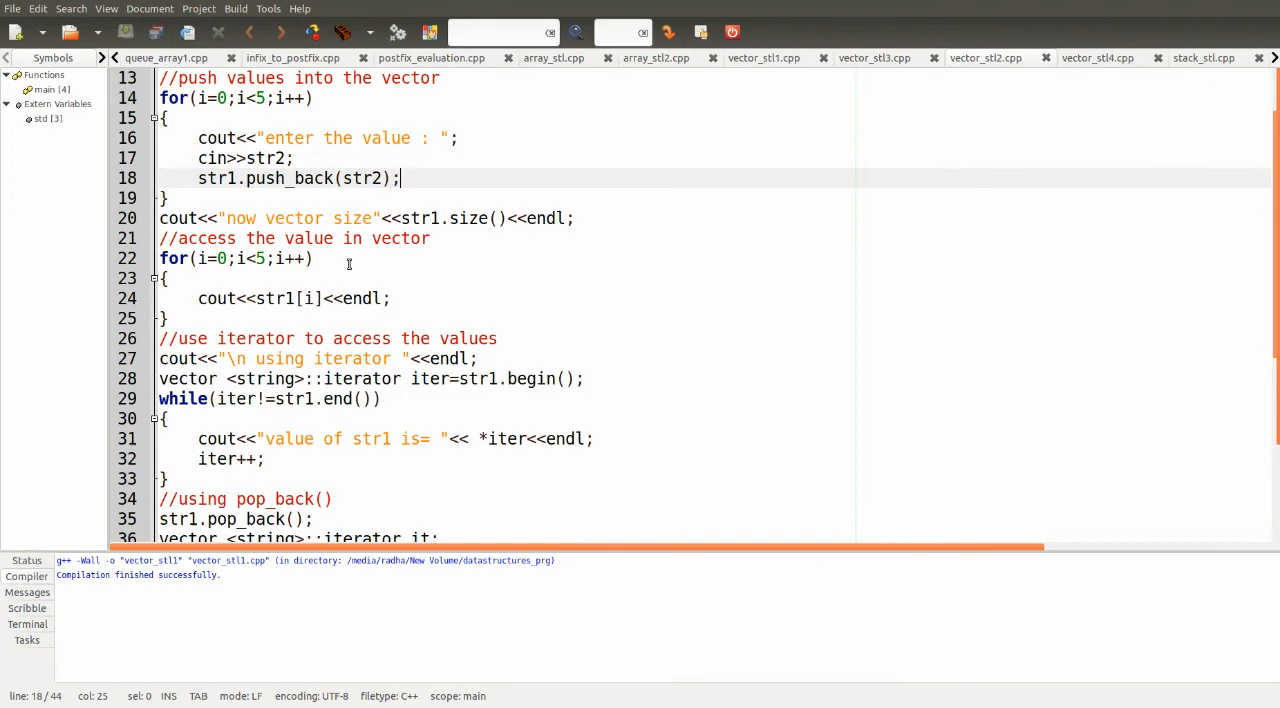 File Edit Search View Document Project Build Tools Help
Symbols
queue_array1.cpp infix_to_postfix.cpp postfix_evaluation.cpp array_stl.cpp array_stl2.cpp vector_stl1.cpp vector_stl3.cpp vector_stl2.cpp vector_stl4.cpp stack_stl.cpp
Functions
main [4]
Extern Variables
std [3]
13 //push values into the vector
14 for(i=0;i<5;i++)
15 {
16 cout<<"enter the value : ";
17 cin>>str2;
18 str1.push_back(str2);
19 }
20 cout<<"now vector size"<<str1.size()<<endl;
21 //access the value in vector
22 for(i=0;i<5;i++)
23 {
24 cout<<str1[i]<<endl;
25 }
26 //use iterator to access the values
27 cout<<"\n using iterator "<<endl;
28 vector <string>::iterator iter=str1.begin();
29 while(iter!=str1.end())
30 {
31 cout<<"value of str1 is= "<< *iter<<endl;
32 iter++;
33 }
34 //using pop_back()
35 str1.pop_back();
36 vector <string>::iterator it;
Status
Compiler
Messages
Scribble
Terminal
Tasks
g++ -Wall -o "vector_stl1" "vector_stl1.cpp" (in directory: /media/radha/New Volume/datastructures_prg)
Compilation finished successfully.
line: 18 / 44 col: 25 sel: 0 INS TAB mode: LF encoding: UTF-8 filetype: C++ scope: main